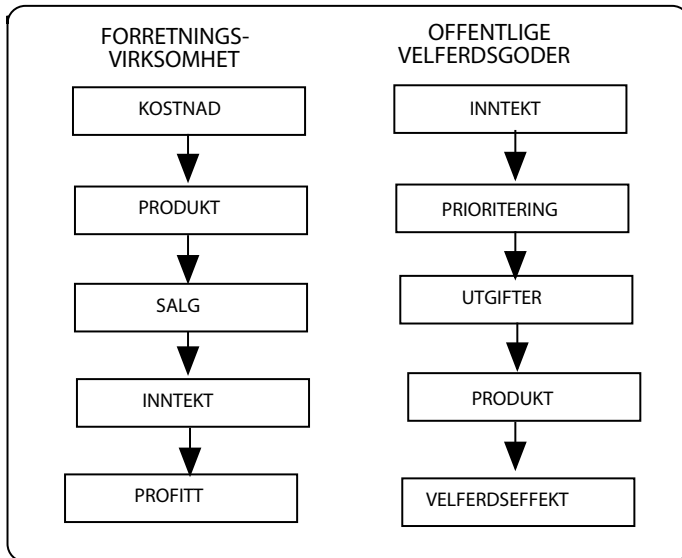 FORRETNINGS-
VIRKSOMHET
KOSTNAD
PRODUKT
SALG
INNTEKT
PROFITT
OFFENTLIGE
VELFERDSGODER
INNTEKT
PRIORITERING
UTGIFTER
PRODUKT
VELFERDSEFFEKT